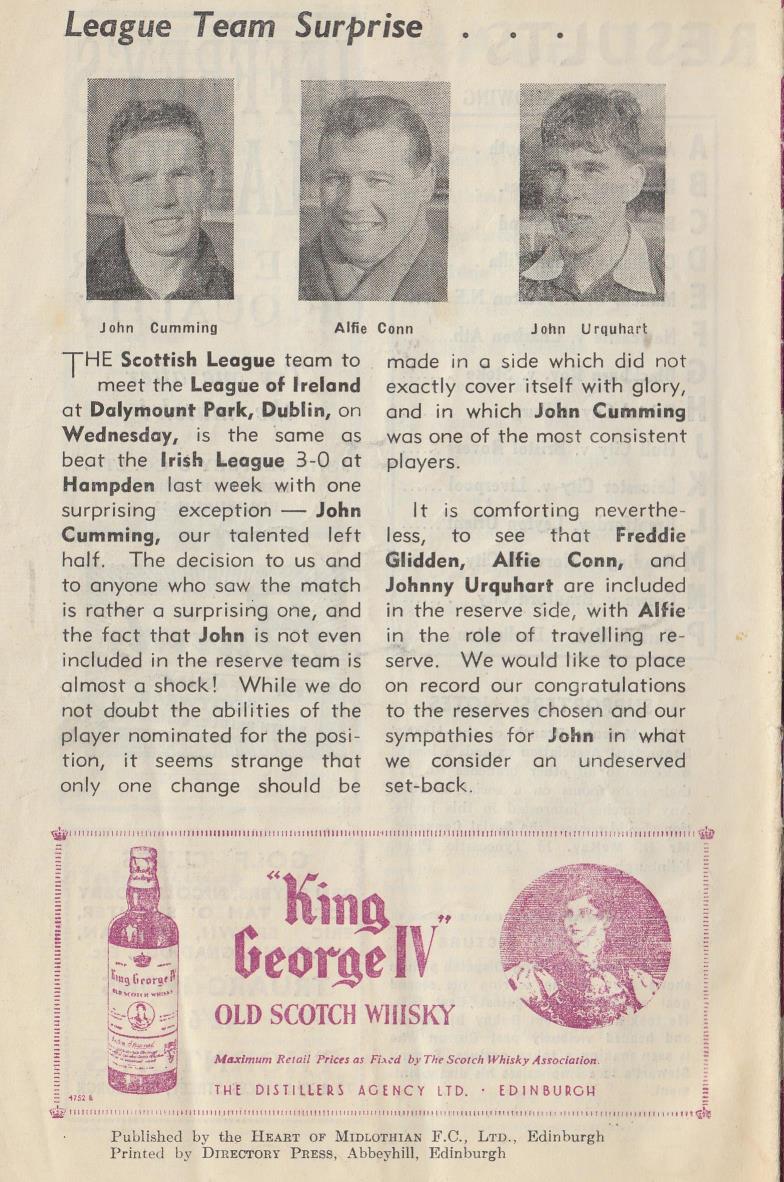 League Team Surprise . . .
John Cumming
Alfie Conn
John Urquhart
THE Scottish League team to
meet the League of Ireland
at Dalymount Park, Dublin, on
Wednesday, is the same as
beat the Irish League 3-0 at
Hampden last week with one
surprising exception — John
Cumming, our talented left
half. The decision to us and
to anyone who saw the match
is rather a surprising one, and
the fact that John is not even
included in the reserve team is
almost a shock! While we do
not doubt the abilities of the
player nominated for the posi-
tion, it seems strange that
only one change should be
made in a side which did not
exactly cover itself with glory,
and in which John Cumming
was one of the most consistent
players.
It is comforting neverthe-
less, to see that Freddie
Glidden, Alfie Conn, and
Johnny Urquhart are included
in the reserve side, with Alfie
in the role of travelling re-
serve. We would like to place
on record our congratulations
to the reserves chosen and our
sympathies for John in what
we consider an undeserved
set-back.
King George IV
OLD SCOTCH WHISKY
"King
George IV"
OLD SCOTCH WHISKY
Maximum Retail Prices as Fixed by The Scotch Whisky Association.
THE DISTILLERS AGENCY LTD. · EDINBURGH
4752 B
Published by the HEART OF MIDLOTHIAN F.C., LTD., Edinburgh
Printed by DIRECTORY PRESS, Abbeyhill, Edinburgh